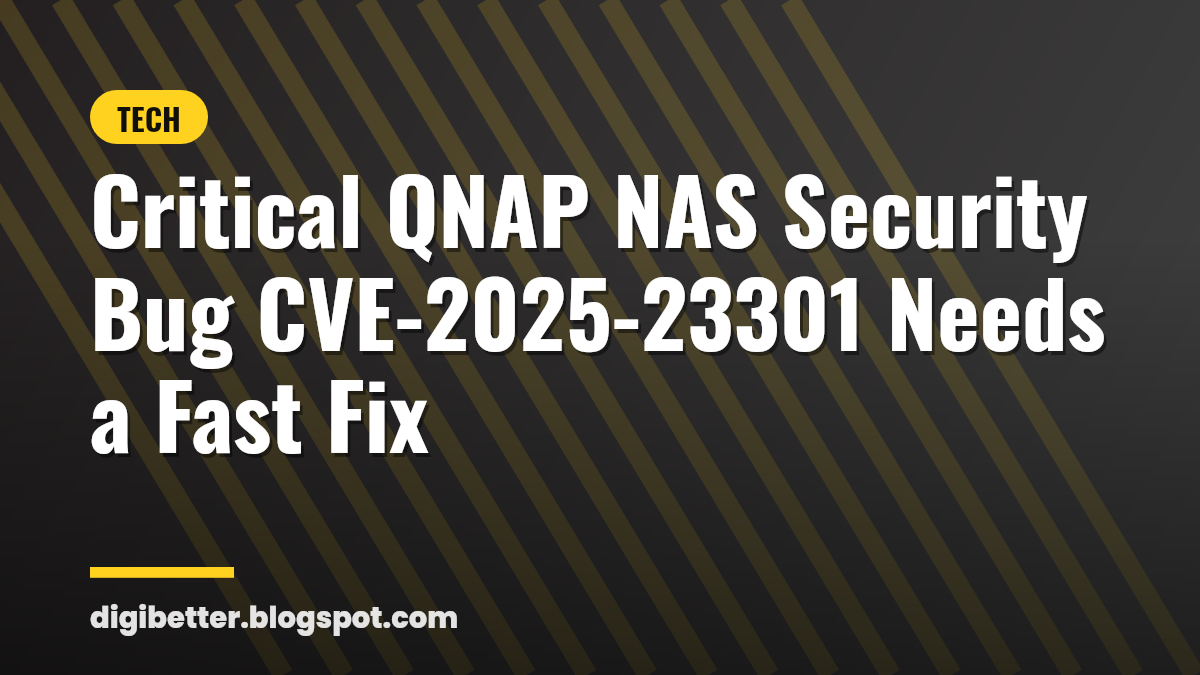 TECH
Critical QNAP NAS Security
Bug CVE-2025-23301 Needs
a Fast Fix
digibetter.blogspot.com